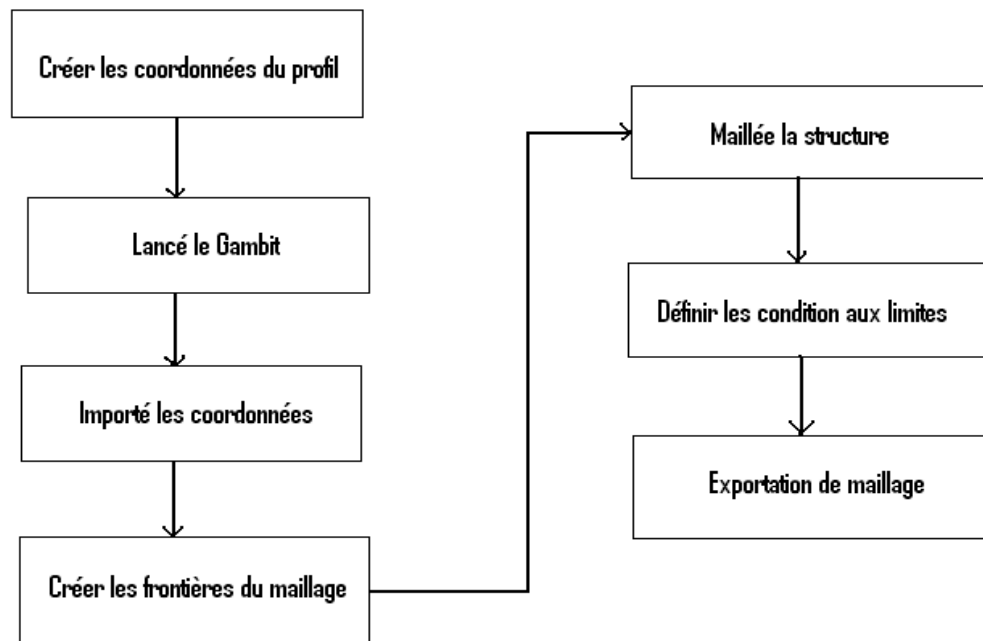 Créer les coordonnées du profil
Lancé le Gambit
Importé les coordonnées
Créer les frontières du maillage
Maillée la structure
Définir les condition aux limites
Exportation de maillage